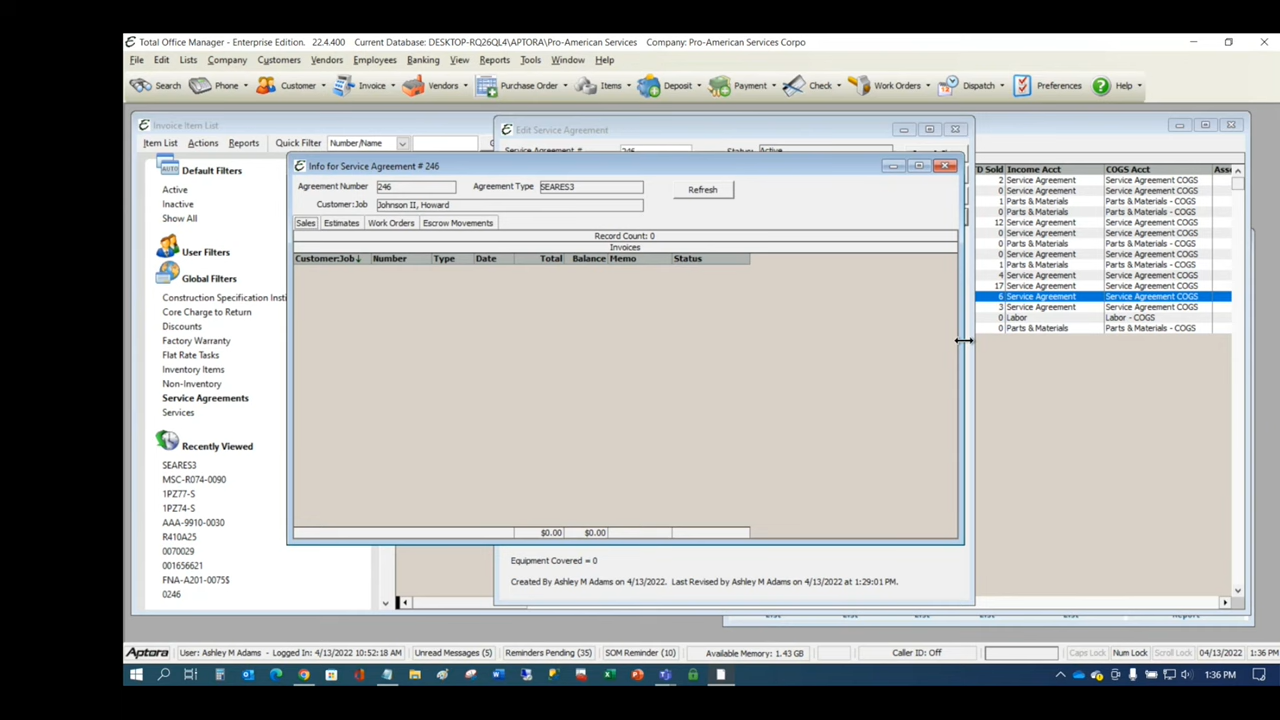 Total Office Manager - Enterprise Edition. 22.4.400 Current Database: DESKTOP-RQ26QL4\APTORA\Pro-American Services Company: Pro-American Services Corpo
File Edit Lists Company Customers Vendors Employees Banking View Reports Tools Window Help
Search Phone Customer Invoice Vendors Purchase Order Items Deposit Payment Check Work Orders Dispatch Preferences Help
Invoice Item List
Edit Service Agreement
Item List Actions Reports Quick Filter Number/Name
Default Filters
Active
Inactive
Show All
User Filters
Global Filters
Construction Specification Insti
Core Charge to Return
Discounts
Factory Warranty
Flat Rate Tasks
Inventory Items
Non-Inventory
Service Agreements
Services
Recently Viewed
SEARES3
MSC-R074-0090
1PZ77-S
1PZ74-S
AAA-9910-0030
R410A25
0070029
001656621
FNA-A201-0075$
0246
Info for Service Agreement # 246
Agreement Number 246 Agreement Type SEARES3 Refresh
Customer:Job Johnson II, Howard
Sales Estimates Work Orders Escrow Movements
Record Count: 0
Invoices
Customer:Job Number Type Date Total Balance Memo Status
$0.00 $0.00
Equipment Covered = 0
Created By Ashley M Adams on 4/13/2022. Last Revised by Ashley M Adams on 4/13/2022 at 1:29:01 PM.
D Sold Income Acct COGS Acct Asse
2 Service Agreement Service Agreement COGS
0 Service Agreement Service Agreement COGS
1 Parts & Materials Parts & Materials - COGS
0 Parts & Materials Parts & Materials - COGS
12 Service Agreement Service Agreement COGS
0 Service Agreement Service Agreement COGS
0 Parts & Materials Parts & Materials - COGS
0 Service Agreement Service Agreement COGS
1 Parts & Materials Parts & Materials - COGS
4 Service Agreement Service Agreement COGS
17 Service Agreement Service Agreement COGS
6 Service Agreement Service Agreement COGS
3 Service Agreement Service Agreement COGS
0 Labor Labor - COGS
0 Parts & Materials Parts & Materials - COGS
Aptora User: Ashley M Adams - Logged In: 4/13/2022 10:52:18 AM Unread Messages (5) Reminders Pending (35) SOM Reminder (10) Available Memory: 1.43 GB Caller ID: Off Caps Lock Num Lock Scroll Lock 04/13/2022 1:36 PM
1:36 PM